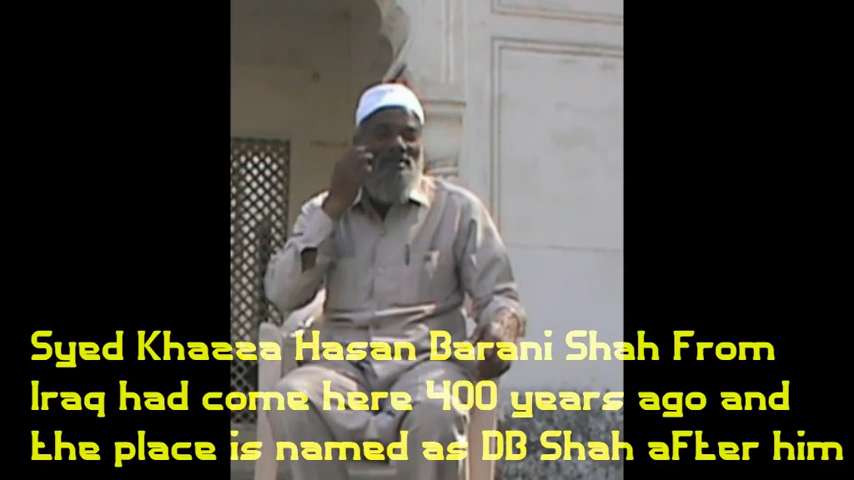 Syed Khazza Hasan Barani Shah From
Iraq had come here 400 years ago and
the place is named as DB Shah after him